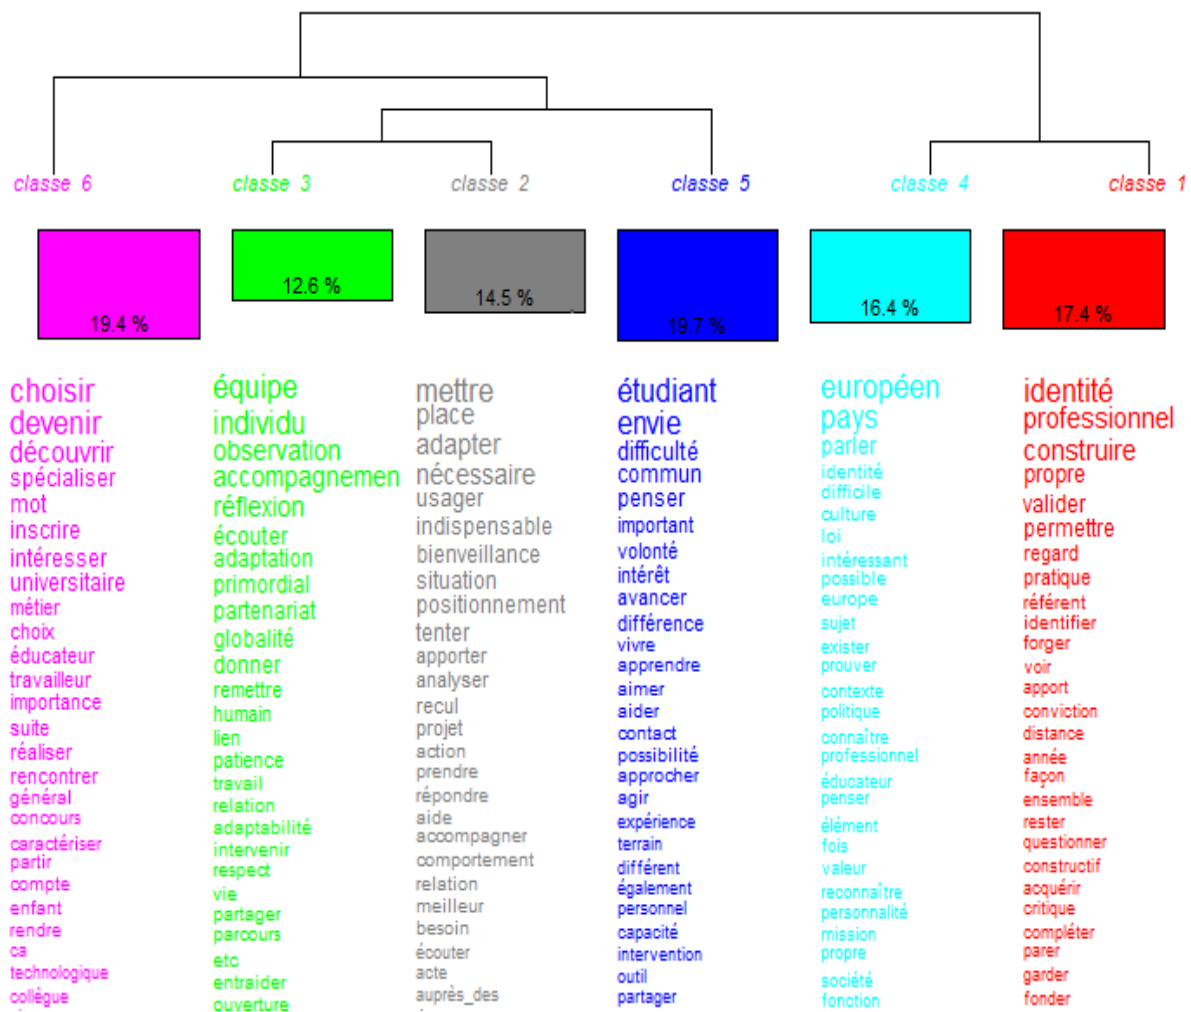 classe 6
classe 3
classe 2
classe 5
classe 4
classe 1
19.4 %
12.6 %
14.5 %
19.7 %
16.4 %
17.4 %
choisir
devenir
découvrir
spécialiser
mot
inscrire
intéresser
universitaire
métier
choix
éducateur
travailleur
importance
suite
réaliser
rencontrer
général
concours
caractériser
partir
compte
enfant
rendre
ca
technologique
collègue
équipe
individu
observation
accompagnemen
réflexion
écouter
adaptation
primordial
partenariat
globalité
donner
remettre
humain
lien
patience
travail
relation
adaptabilité
intervenir
respect
vie
partager
parcours
etc
entraider
ouverture
mettre
place
adapter
nécessaire
usager
indispensable
bienveillance
situation
positionnement
tenter
apporter
analyser
recul
projet
action
prendre
répondre
aide
accompagner
comportement
relation
meilleur
besoin
écouter
acte
auprès_des
étudiant
envie
difficulté
commun
penser
important
volonté
intérêt
avancer
différence
vivre
apprendre
aimer
aider
contact
possibilité
approcher
agir
expérience
terrain
différent
également
personnel
capacité
intervention
outil
partager
européen
pays
parler
identité
difficile
culture
loi
intéressant
possible
europe
sujet
exister
prouver
contexte
politique
connaître
professionnel
éducateur
penser
élément
fois
valeur
reconnaître
personnalité
mission
propre
société
fonction
identité
professionnel
construire
propre
valider
permettre
regard
pratique
référent
identifier
forger
voir
apport
conviction
distance
année
façon
ensemble
rester
questionner
constructif
acquérir
critique
compléter
parer
garder
fonder